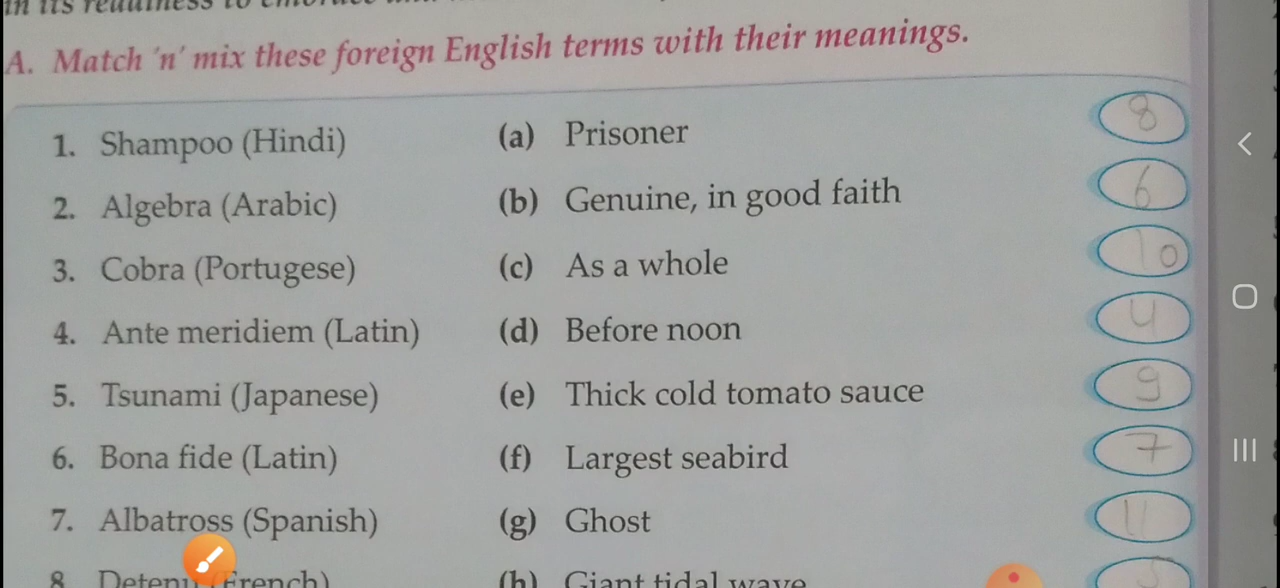 A. Match 'n' mix these foreign English terms with their meanings.
1. Shampoo (Hindi) (a) Prisoner 8
2. Algebra (Arabic) (b) Genuine, in good faith 6
3. Cobra (Portugese) (c) As a whole 10
4. Ante meridiem (Latin) (d) Before noon 4
5. Tsunami (Japanese) (e) Thick cold tomato sauce 9
6. Bona fide (Latin) (f) Largest seabird 7
7. Albatross (Spanish) (g) Ghost 11
8 Detenu (French) (h) Giant tidal wave